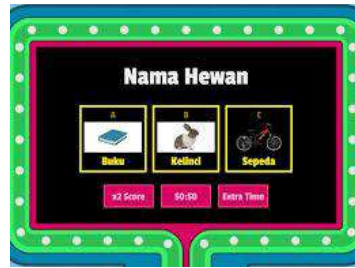 Nama Hewan
A
B
C
Buku
Kelinci
Sepeda
x2 Score
50:50
Extra Time